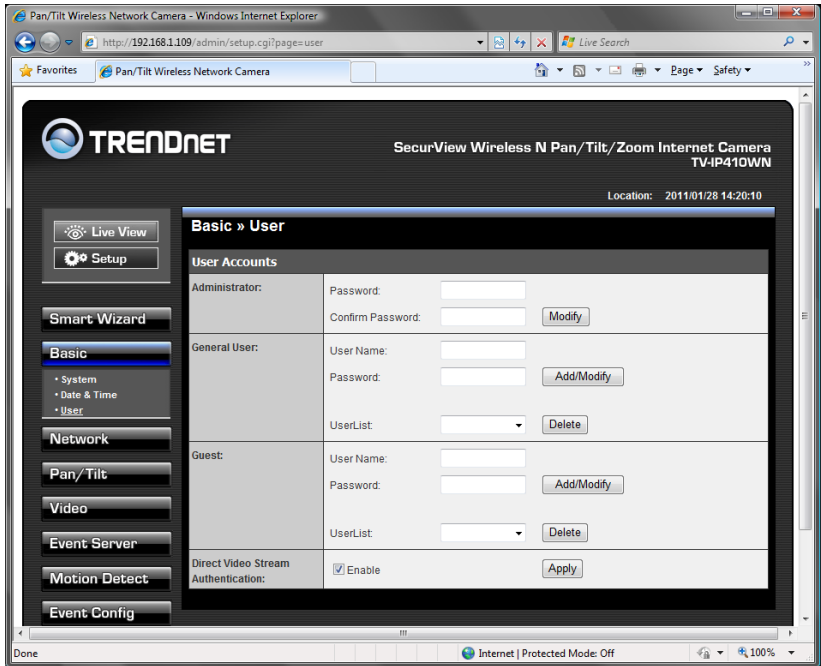 Pan/Tilt Wireless Network Camera - Windows Internet Explorer
http://192.168.1.109/admin/setup.cgi?page=user
Live Search
Favorites
Pan/Tilt Wireless Network Camera
Page
Safety
TRENDNET
SecurView Wireless N Pan/Tilt/Zoom Internet Camera
TV-IP410WN
Location: 2011/01/28 14:20:10
Live View
Setup
Smart Wizard
Basic
• System
• Date & Time
• User
Network
Pan/Tilt
Video
Event Server
Motion Detect
Event Config
Basic » User
User Accounts
Administrator:
Password:
Confirm Password:
Modify
General User:
User Name:
Password:
Add/Modify
UserList:
Delete
Guest:
User Name:
Password:
Add/Modify
UserList:
Delete
Direct Video Stream
Authentication:
Enable
Apply
Done
Internet | Protected Mode: Off
100%